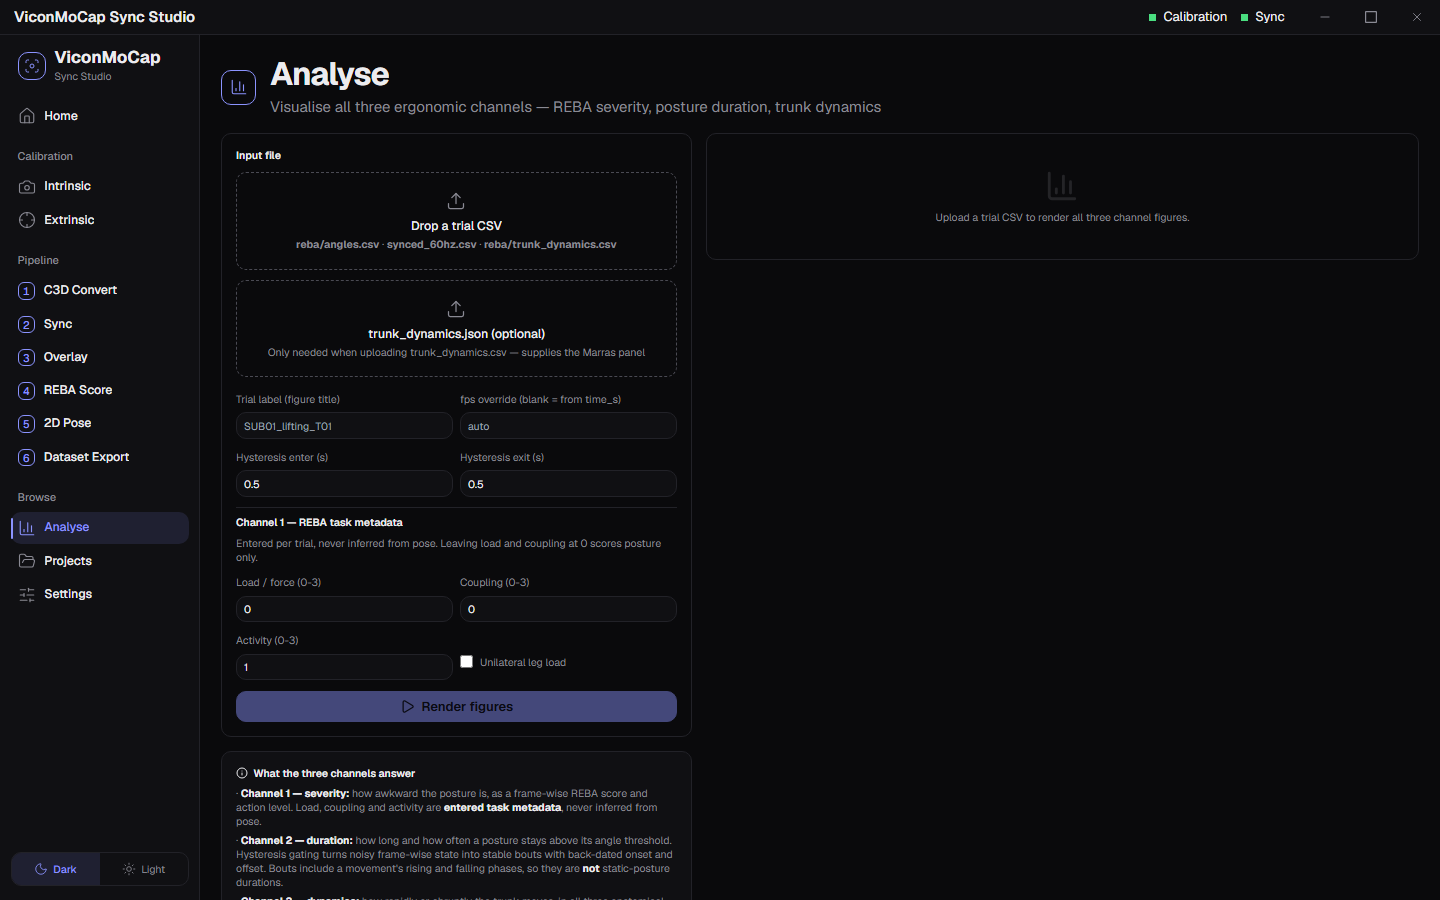 ViconMoCap Sync Studio
Calibration
Sync
ViconMoCap
Sync Studio
Home
Calibration
Intrinsic
Extrinsic
Pipeline
1 C3D Convert
2 Sync
3 Overlay
4 REBA Score
5 2D Pose
6 Dataset Export
Browse
Analyse
Projects
Settings
Dark
Light
Analyse
Visualise all three ergonomic channels — REBA severity, posture duration, trunk dynamics
Input file
Drop a trial CSV
reba/angles.csv · synced_60hz.csv · reba/trunk_dynamics.csv
trunk_dynamics.json (optional)
Only needed when uploading trunk_dynamics.csv — supplies the Marras panel
Trial label (figure title)
fps override (blank = from time_s)
SUB01_lifting_T01
auto
Hysteresis enter (s)
Hysteresis exit (s)
0.5
0.5
Channel 1 — REBA task metadata
Entered per trial, never inferred from pose. Leaving load and coupling at 0 scores posture
only.
Load / force (0-3)
Coupling (0-3)
0
0
Activity (0-3)
1
Unilateral leg load
Render figures
What the three channels answer
· Channel 1 — severity: how awkward the posture is, as a frame-wise REBA score and
action level. Load, coupling and activity are entered task metadata, never inferred from
pose.
· Channel 2 — duration: how long and how often a posture stays above its angle threshold.
Hysteresis gating turns noisy frame-wise state into stable bouts with back-dated onset and
offset. Bouts include a movement's rising and falling phases, so they are not static-posture
durations.
Upload a trial CSV to render all three channel figures.